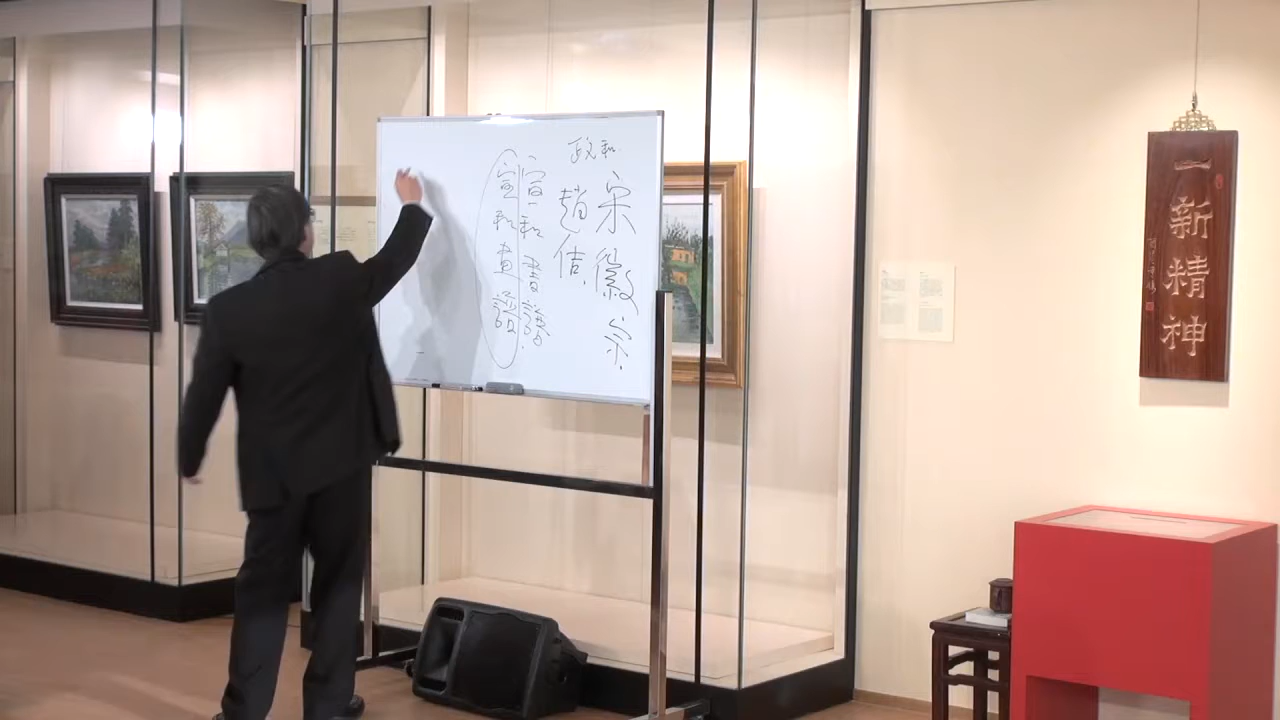 政和
宋徽宗
趙佶
宣和書譜
宣和畫譜
一新精神